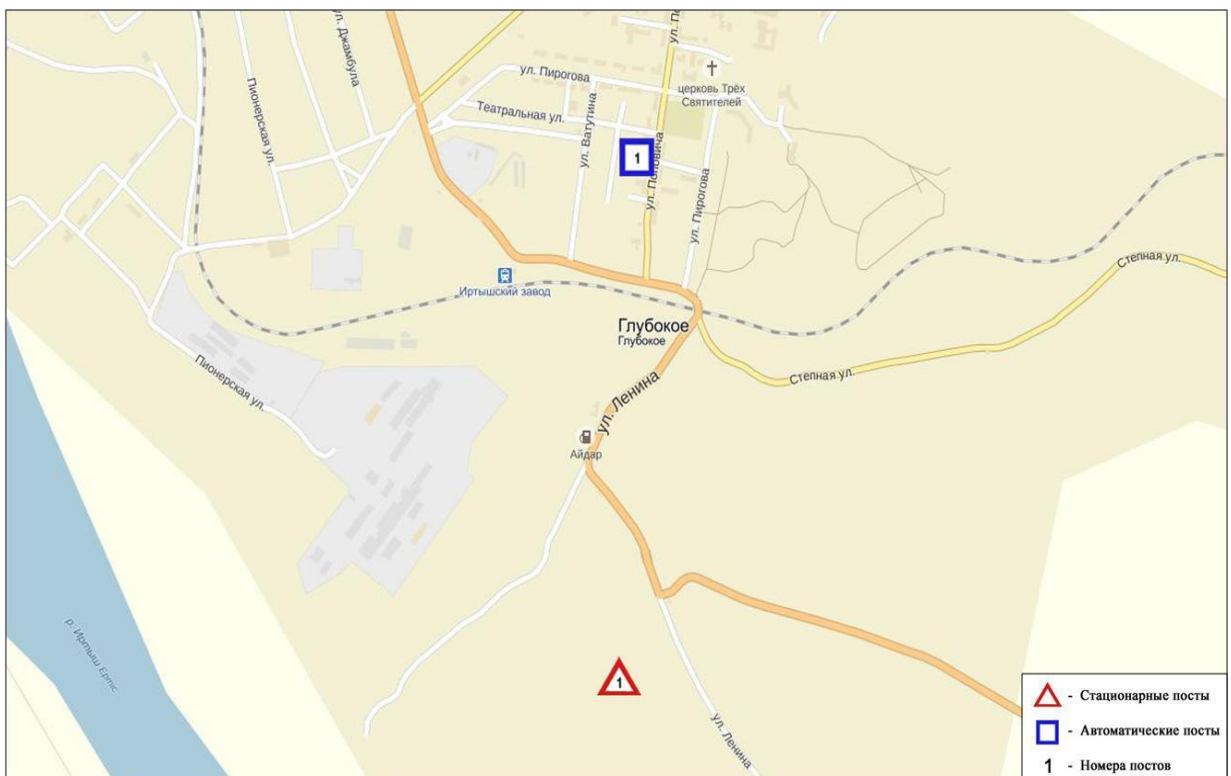 ул. Джамбула
Пионерская ул.
ул. Пирогова
Театральная ул.
ул. Ватутина
церковь Трёх
Святителей
1
ул. Поповича
ул. Пирогова
Иртышский завод
Глубокое
Глубокое
Степная ул.
Степная ул.
Пионерская ул.
ул. Ленина
Айдар
р. Иртыш Ертіс
1
ул. Ленина
- Стационарные посты
- Автоматические посты
1 - Номера постов